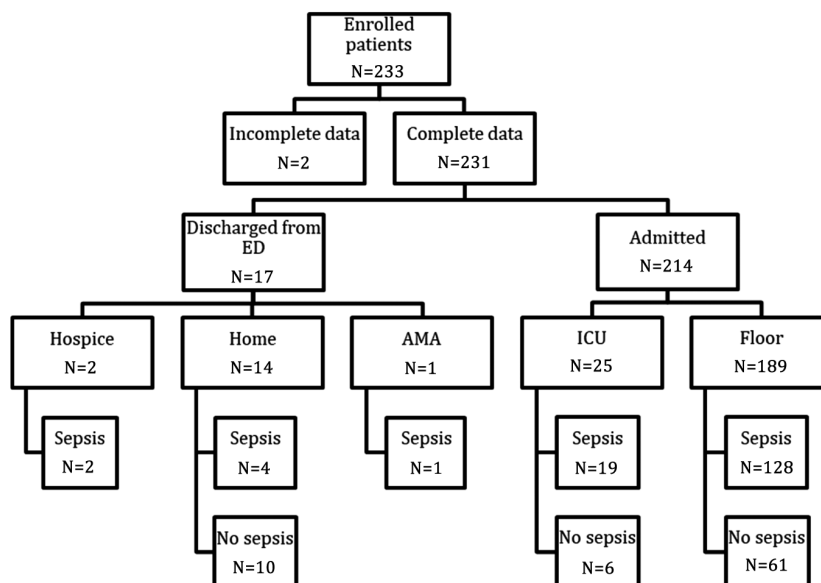 Enrolled
patients
N=233
Incomplete data
N=2
Complete data
N=231
Discharged from
ED
N=17
Admitted
N=214
Hospice
N=2
Home
N=14
AMA
N=1
ICU
N=25
Floor
N=189
Sepsis
N=2
Sepsis
N=4
Sepsis
N=1
Sepsis
N=19
Sepsis
N=128
No sepsis
N=10
No sepsis
N=6
No sepsis
N=61